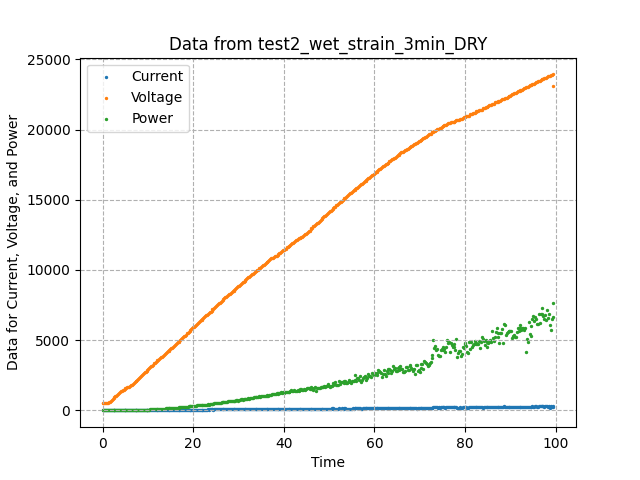 Data from test2_wet_strain_3min_DRY
Current
Voltage
Power
Data for Current, Voltage, and Power
25000
20000
15000
10000
5000
0
0 20 40 60 80 100
Time